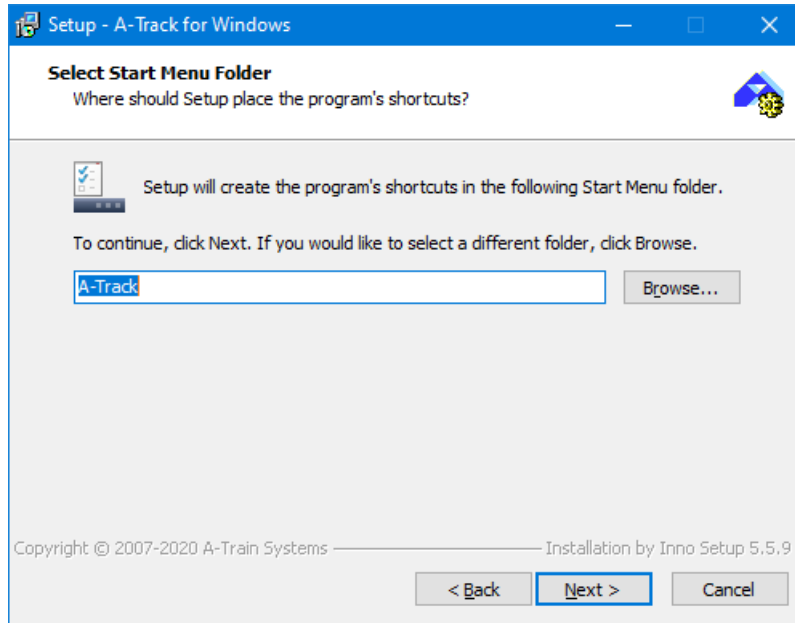 Setup - A-Track for Windows
Select Start Menu Folder
Where should Setup place the program's shortcuts?
Setup will create the program's shortcuts in the following Start Menu folder.
To continue, click Next. If you would like to select a different folder, click Browse.
A-Track
Browse...
Copyright © 2007-2020 A-Train Systems
Installation by Inno Setup 5.5.9
< Back
Next >
Cancel